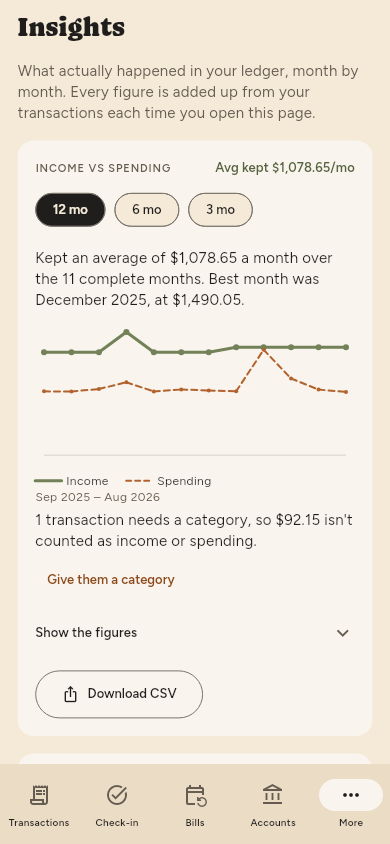 Insights
What actually happened in your ledger, month by
month. Every figure is added up from your
transactions each time you open this page.
INCOME VS SPENDING
Avg kept $1,078.65/mo
12 mo
6 mo
3 mo
Kept an average of $1,078.65 a month over
the 11 complete months. Best month was
December 2025, at $1,490.05.
Income
Spending
Sep 2025 – Aug 2026
1 transaction needs a category, so $92.15 isn't
counted as income or spending.
Give them a category
Show the figures
Download CSV
Transactions
Check-in
Bills
Accounts
More